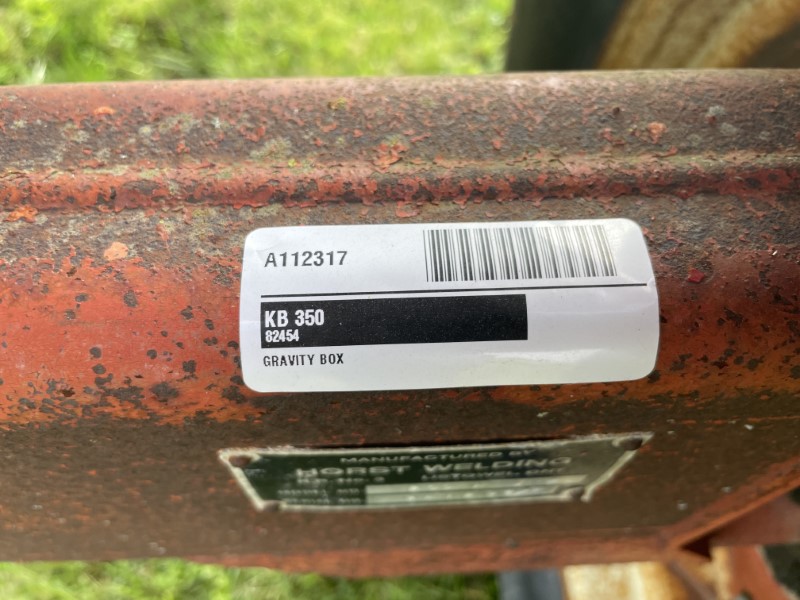 A112317
KB 350
82454
GRAVITY BOX
MANUFACTURED BY
HORST WELDING